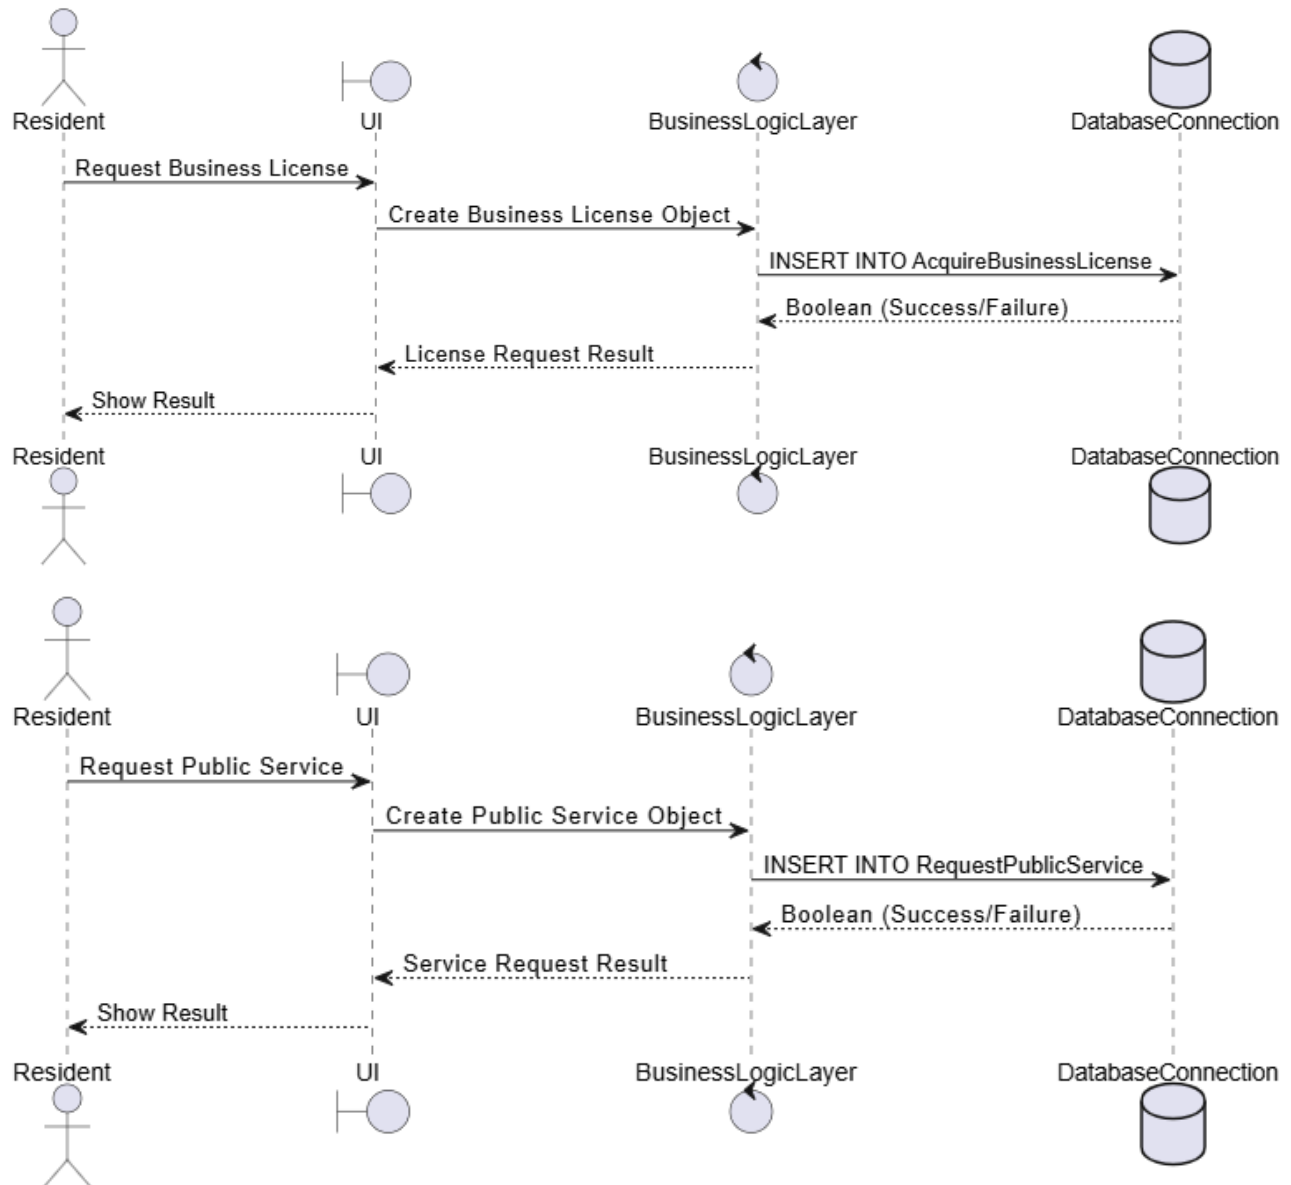 Resident UI BusinessLogicLayer DatabaseConnection
Request Business License
Create Business License Object
INSERT INTO AcquireBusinessLicense
Boolean (Success/Failure)
License Request Result
Show Result
Resident UI BusinessLogicLayer DatabaseConnection
Resident UI BusinessLogicLayer DatabaseConnection
Request Public Service
Create Public Service Object
INSERT INTO RequestPublicService
Boolean (Success/Failure)
Service Request Result
Show Result
Resident UI BusinessLogicLayer DatabaseConnection